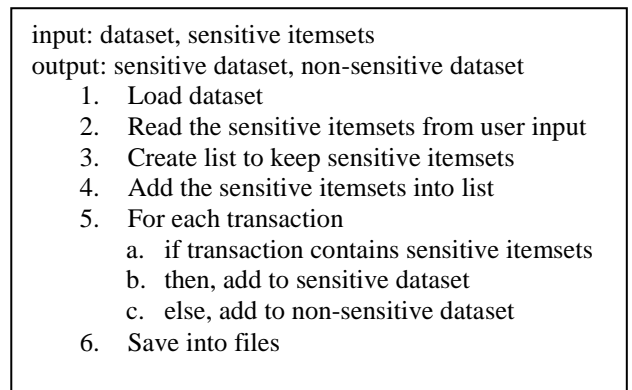 input: dataset, sensitive itemsets
output: sensitive dataset, non-sensitive dataset
1. Load dataset
2. Read the sensitive itemsets from user input
3. Create list to keep sensitive itemsets
4. Add the sensitive itemsets into list
5. For each transaction
a. if transaction contains sensitive itemsets
b. then, add to sensitive dataset
c. else, add to non-sensitive dataset
6. Save into files